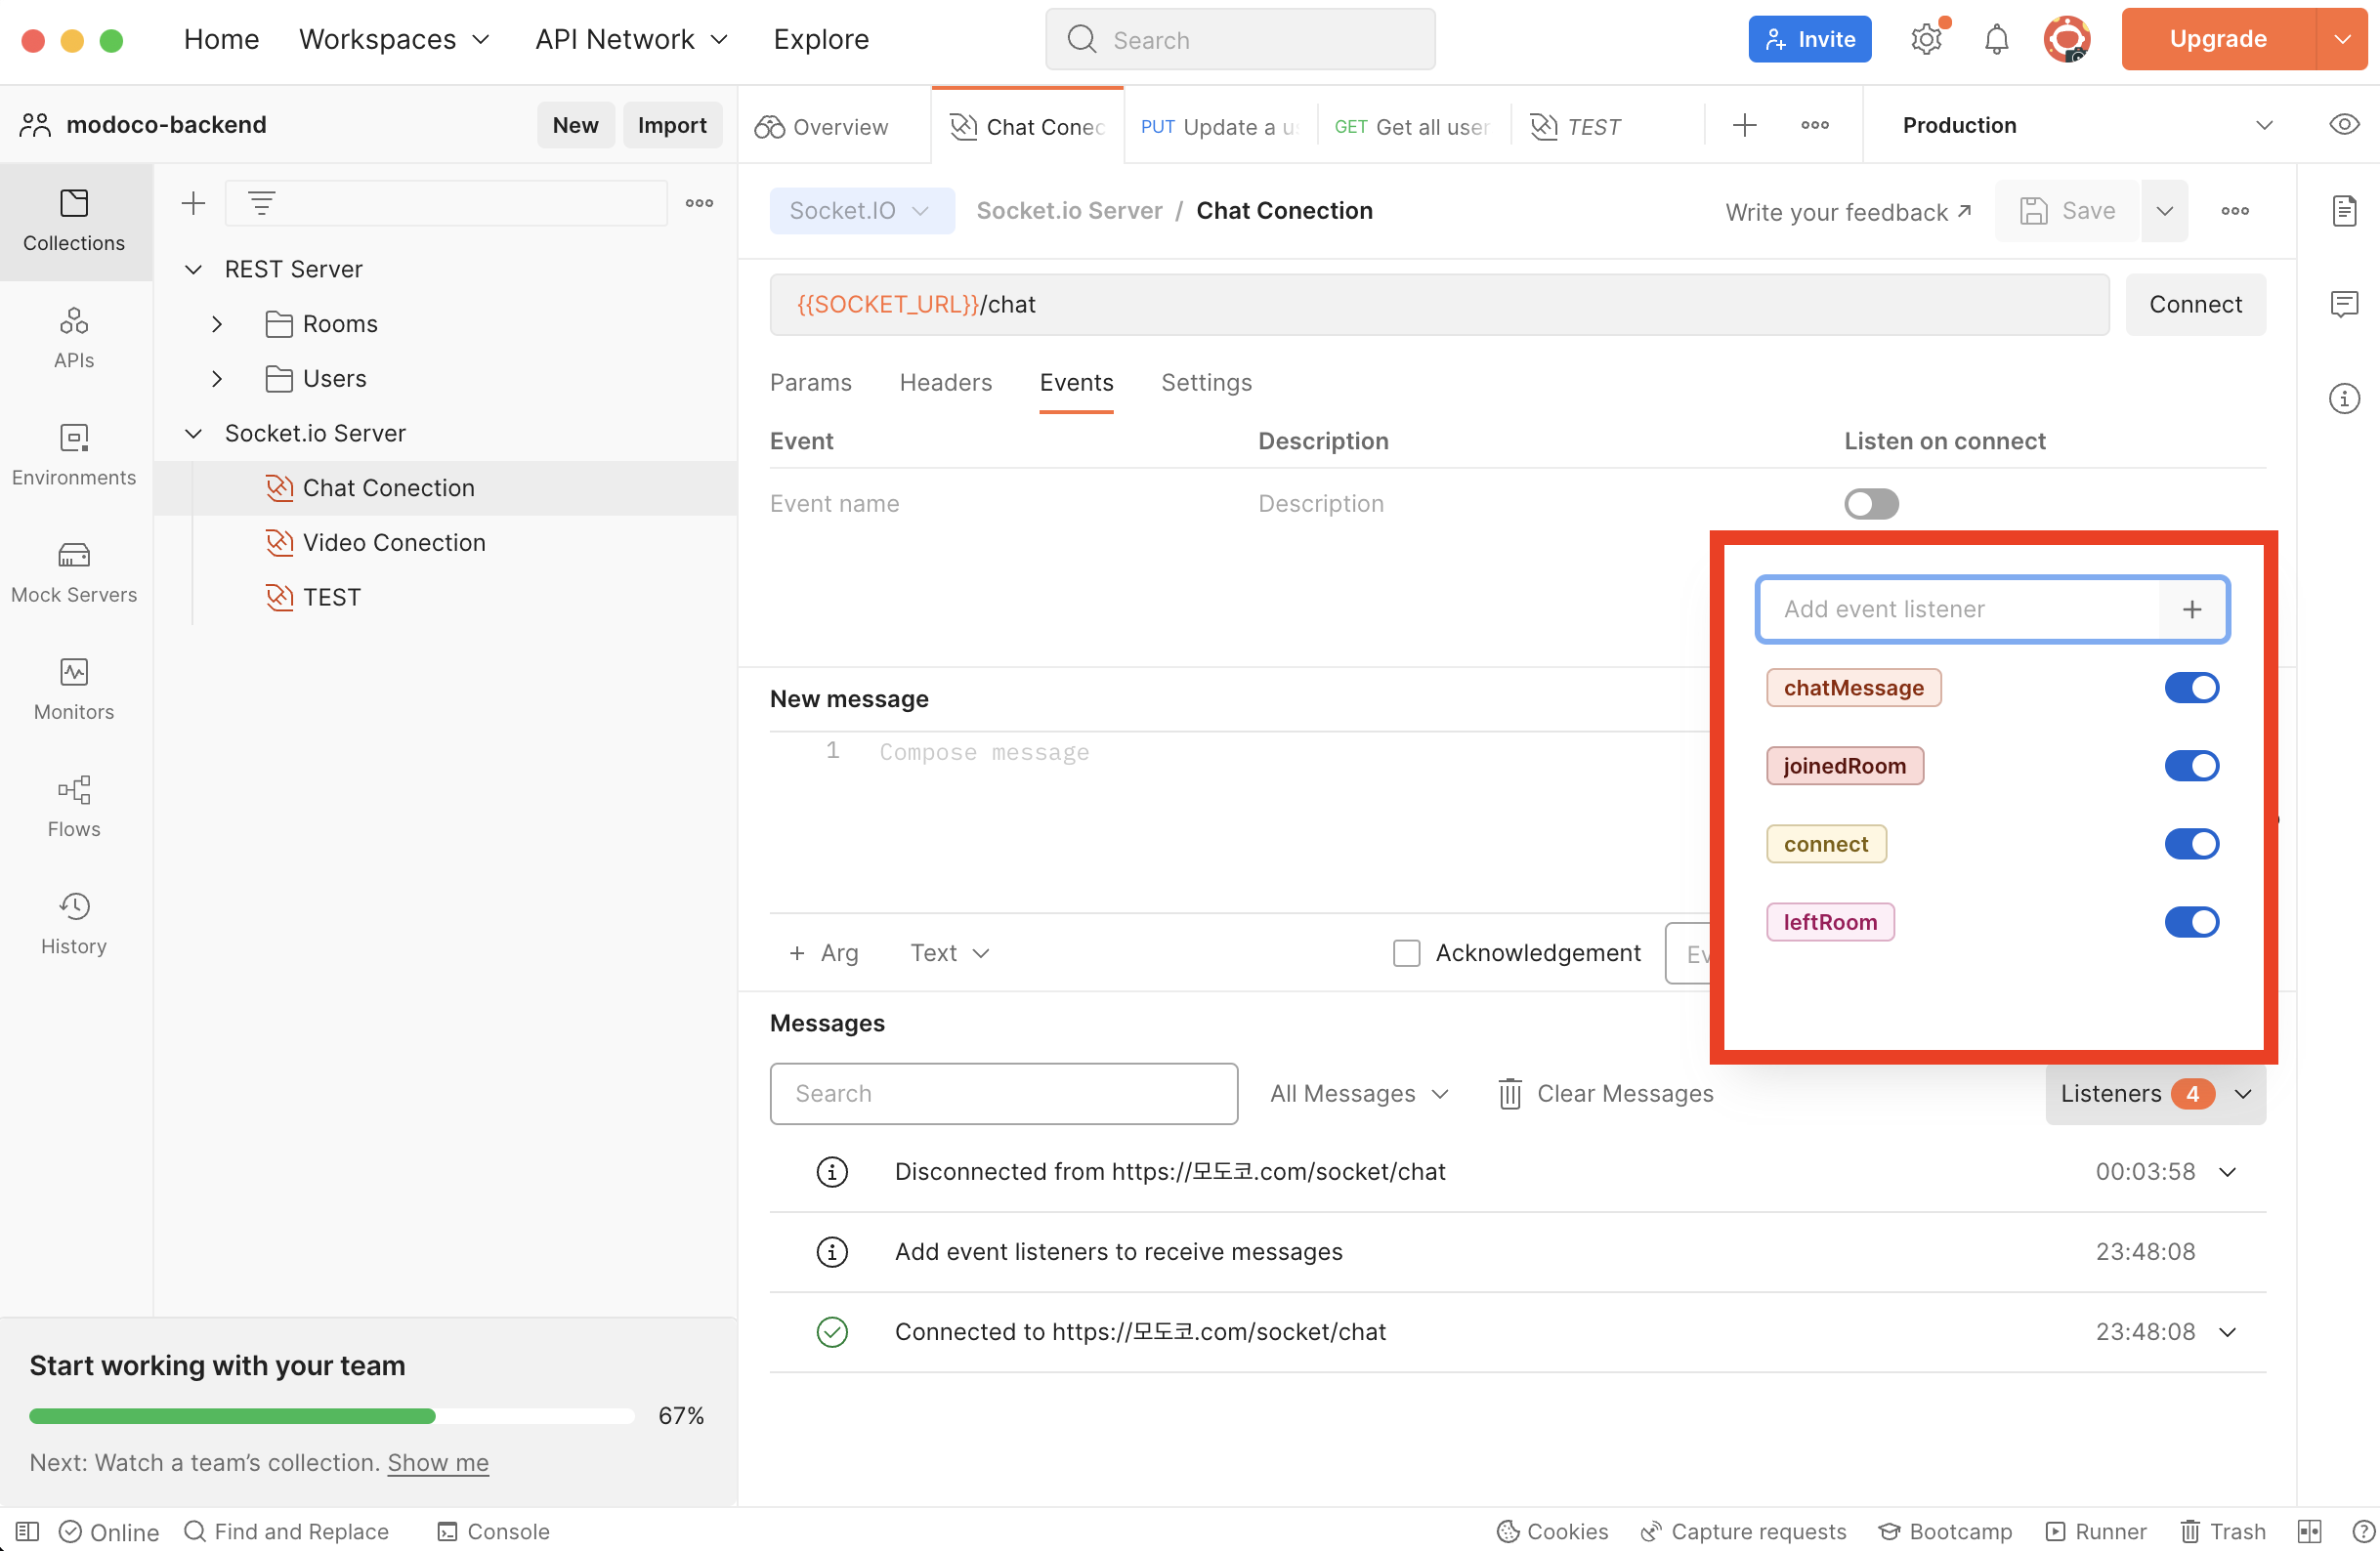 Home Workspaces API Network Explore Search Invite Upgrade
modoco-backend New Import
Overview Chat Conec PUT Update a us GET Get all user TEST Production
Collections
APIs
Environments
Mock Servers
Monitors
Flows
History
REST Server
Rooms
Users
Socket.io Server
Chat Conection
Video Conection
TEST
Start working with your team
67%
Next: Watch a team’s collection. Show me
Socket.IO Socket.io Server / Chat Conection Write your feedback Save
{{SOCKET_URL}}/chat Connect
Params Headers Events Settings
Event Description Listen on connect
Event name Description
Add event listener
chatMessage
joinedRoom
connect
leftRoom
New message
1 Compose message
Arg Text Acknowledgement Ev
Messages
Search All Messages Clear Messages Listeners 4
Disconnected from https://모도코.com/socket/chat 00:03:58
Add event listeners to receive messages 23:48:08
Connected to https://모도코.com/socket/chat 23:48:08
Online Find and Replace Console Cookies Capture requests Bootcamp Runner Trash